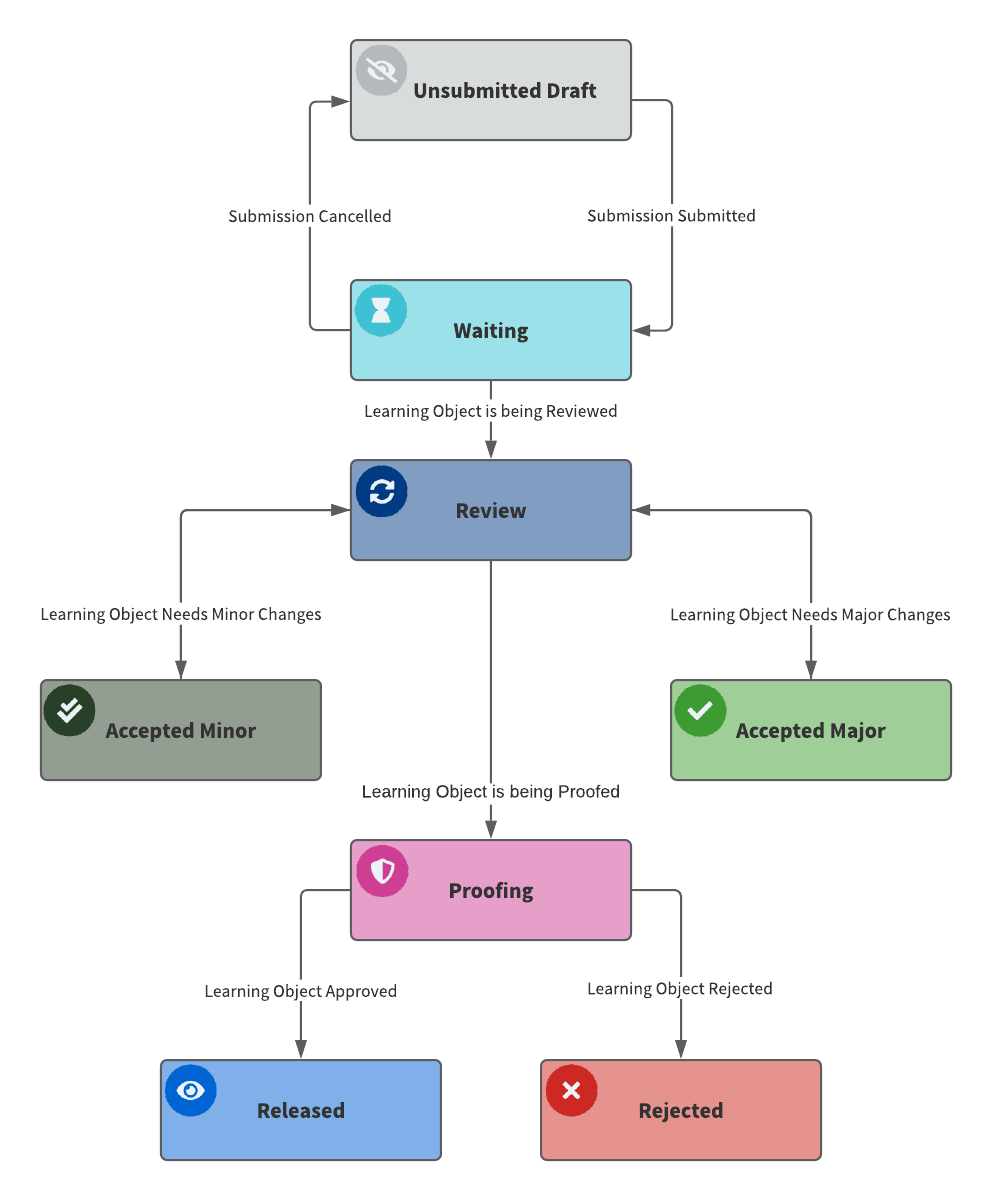 Unsubmitted Draft
Submission Cancelled
Submission Submitted
Waiting
Learning Object is being Reviewed
Review
Learning Object Needs Minor Changes
Learning Object Needs Major Changes
Accepted Minor
Accepted Major
Learning Object is being Proofed
Proofing
Learning Object Approved
Learning Object Rejected
Released
Rejected